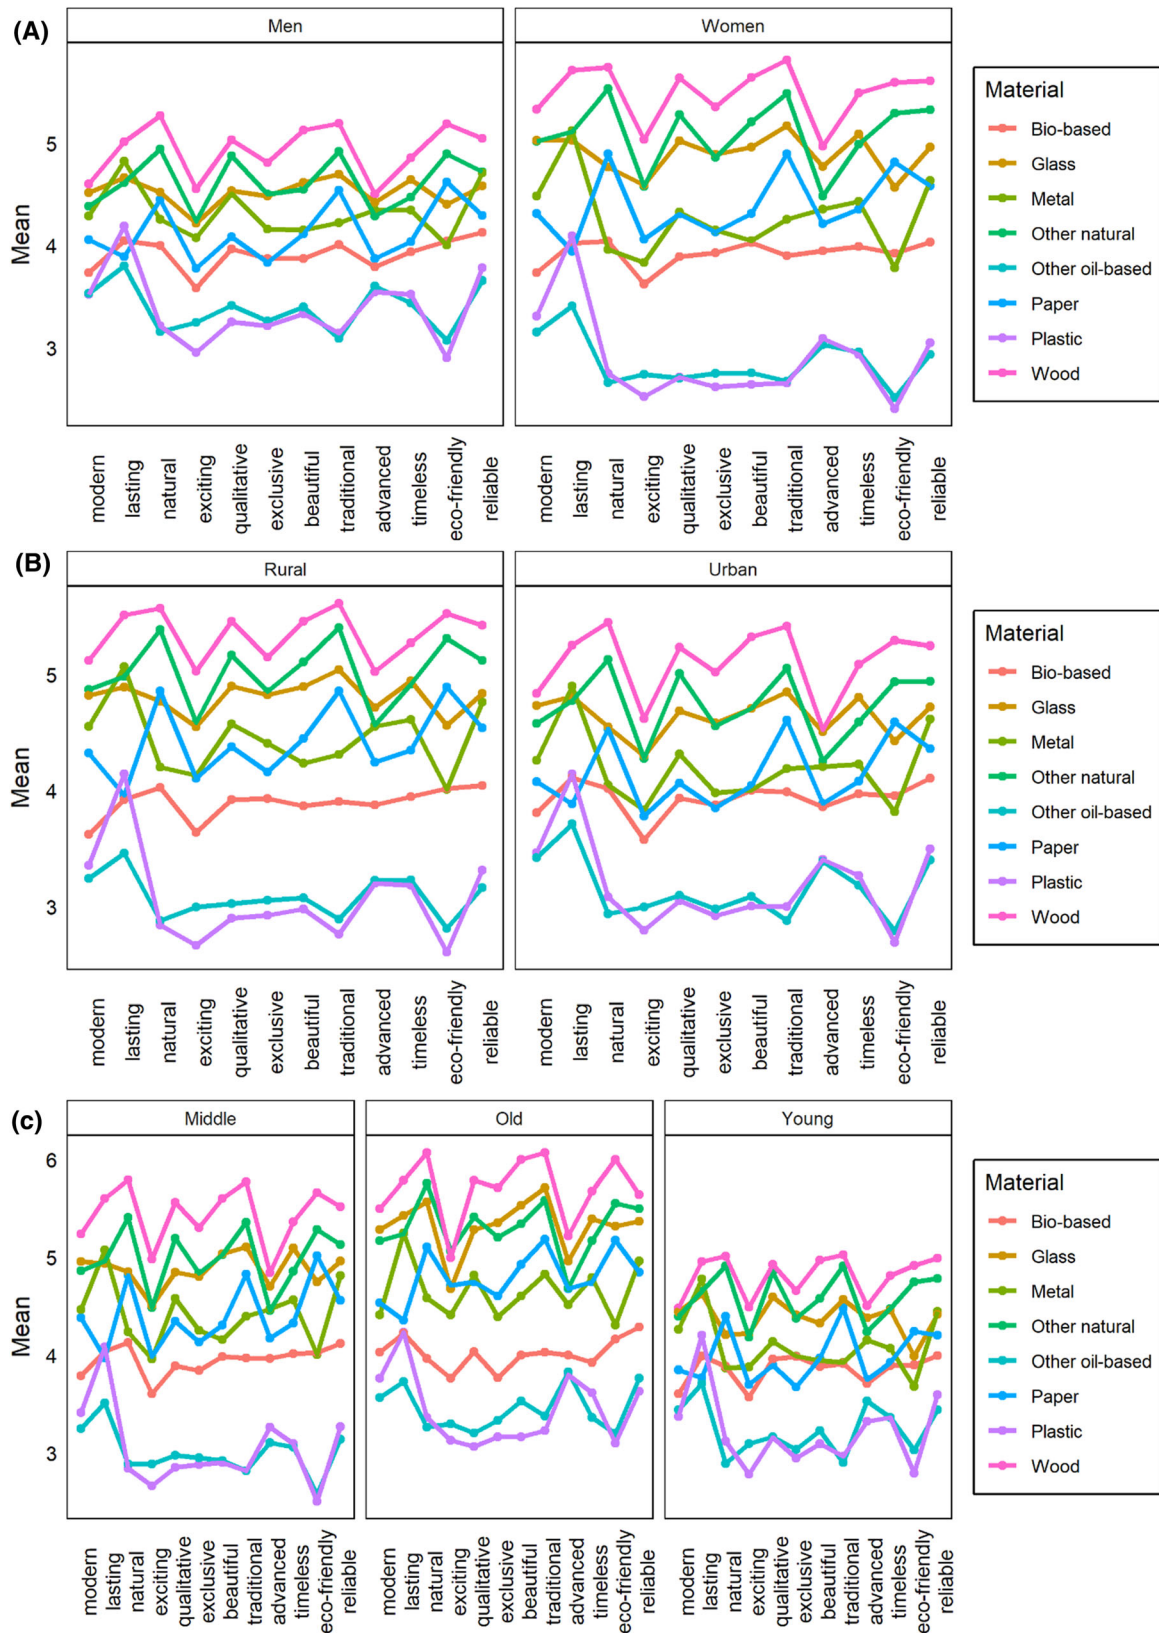 (A)
Men
Women
Mean
5
4
3
modern
lasting
natural
exciting
qualitative
exclusive
beautiful
traditional
advanced
timeless
eco-friendly
reliable
modern
lasting
natural
exciting
qualitative
exclusive
beautiful
traditional
advanced
timeless
eco-friendly
reliable
Material
Bio-based
Glass
Metal
Other natural
Other oil-based
Paper
Plastic
Wood
(B)
Rural
Urban
Mean
5
4
3
modern
lasting
natural
exciting
qualitative
exclusive
beautiful
traditional
advanced
timeless
eco-friendly
reliable
modern
lasting
natural
exciting
qualitative
exclusive
beautiful
traditional
advanced
timeless
eco-friendly
reliable
Material
Bio-based
Glass
Metal
Other natural
Other oil-based
Paper
Plastic
Wood
(c)
Middle
Old
Young
Mean
6
5
4
3
modern
lasting
natural
exciting
qualitative
exclusive
beautiful
traditional
advanced
timeless
eco-friendly
reliable
modern
lasting
natural
exciting
qualitative
exclusive
beautiful
traditional
advanced
timeless
eco-friendly
reliable
modern
lasting
natural
exciting
qualitative
exclusive
beautiful
traditional
advanced
timeless
eco-friendly
reliable
Material
Bio-based
Glass
Metal
Other natural
Other oil-based
Paper
Plastic
Wood